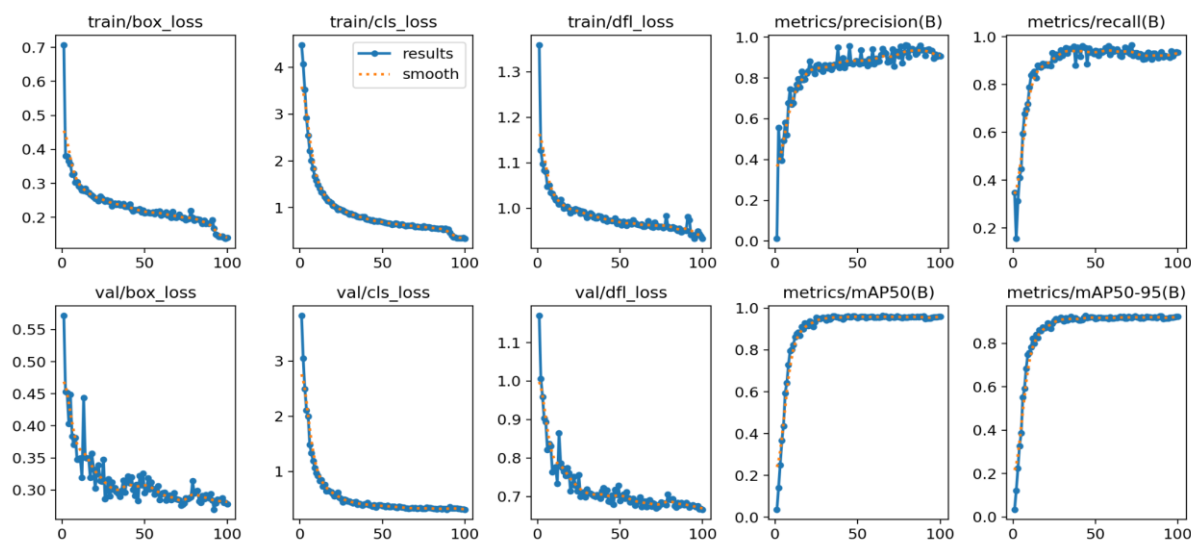 train/box_loss
train/cls_loss
train/dfl_loss
metrics/precision(B)
metrics/recall(B)
0.7
0.6
0.5
0.4
0.3
0.2
0 50 100
4
3
2
1
0 50 100
results
smooth
1.3
1.2
1.1
1.0
0 50 100
1.0
0.8
0.6
0.4
0.2
0.0
0 50 100
1.0
0.8
0.6
0.4
0.2
0 50 100
val/box_loss
val/cls_loss
val/dfl_loss
metrics/mAP50(B)
metrics/mAP50-95(B)
0.55
0.50
0.45
0.40
0.35
0.30
0 50 100
3
2
1
0 50 100
1.1
1.0
0.9
0.8
0.7
0 50 100
1.0
0.8
0.6
0.4
0.2
0.0
0 50 100
1.0
0.8
0.6
0.4
0.2
0.0
0 50 100